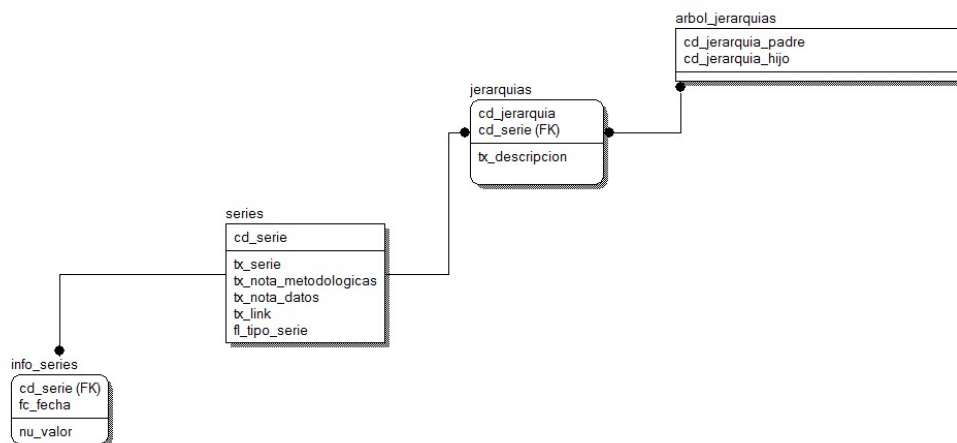 arbol_jerarquias
cd_jerarquia_padre
cd_jerarquia_hijo
jerarquias
cd_jerarquia
cd_serie (FK)
tx_descripcion
series
cd_serie
tx_serie
tx_nota_metodologicas
tx_nota_datos
tx_link
fl_tipo_serie
info_series
cd_serie (FK)
fc_fecha
nu_valor